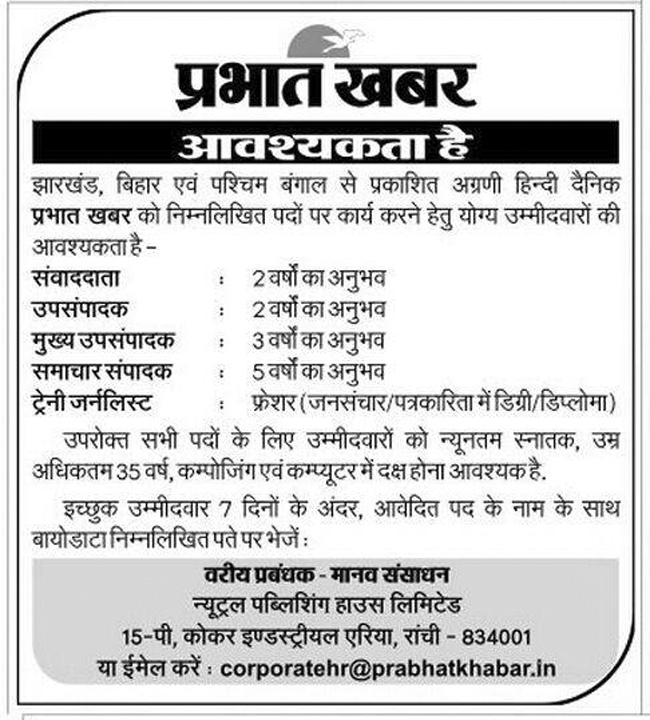 प्रभात खबर
आवश्यकता है
झारखंड, बिहार एवं पश्चिम बंगाल से प्रकाशित अग्रणी हिन्दी दैनिक
प्रभात खबर को निम्नलिखित पदों पर कार्य करने हेतु योग्य उम्मीदवारों की
आवश्यकता है –
संवाददाता : 2 वर्षों का अनुभव
उपसंपादक : 2 वर्षों का अनुभव
मुख्य उपसंपादक : 3 वर्षों का अनुभव
समाचार संपादक : 5 वर्षों का अनुभव
ट्रेनी जर्नलिस्ट : फ्रेशर (जनसंचार/पत्रकारिता में डिग्री/डिप्लोमा)
उपरोक्त सभी पदों के लिए उम्मीदवारों को न्यूनतम स्नातक, उम्र
अधिकतम 35 वर्ष, कम्पोजिंग एवं कम्प्यूटर में दक्ष होना आवश्यक है.
इच्छुक उम्मीदवार 7 दिनों के अंदर, आवेदित पद के नाम के साथ
बायोडाटा निम्नलिखित पते पर भेजें :
वरीय प्रबंधक - मानव संसाधन
न्यूट्रल पब्लिशिंग हाउस लिमिटेड
15-पी, कोकर इण्डस्ट्रीयल एरिया, रांची - 834001
या ईमेल करें : corporatehr@prabhatkhabar.in